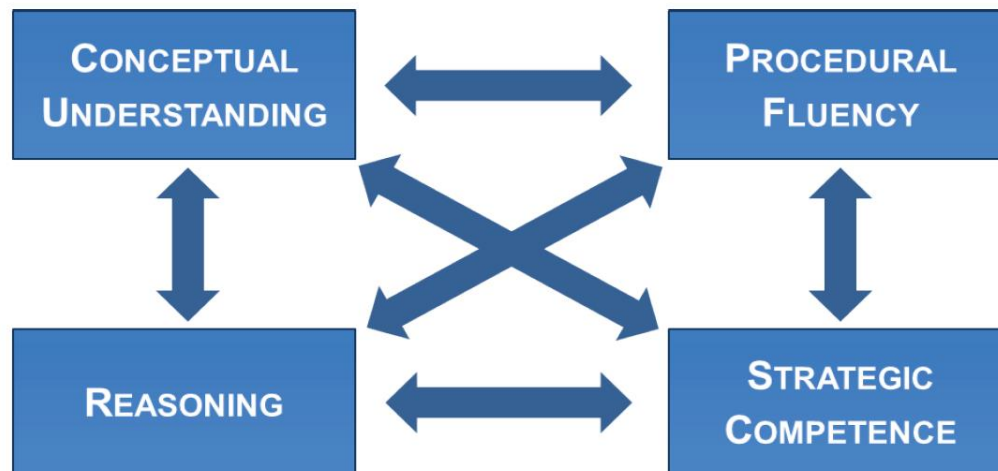 CONCEPTUAL
UNDERSTANDING
PROCEDURAL
FLUENCY
REASONING
STRATEGIC
COMPETENCE